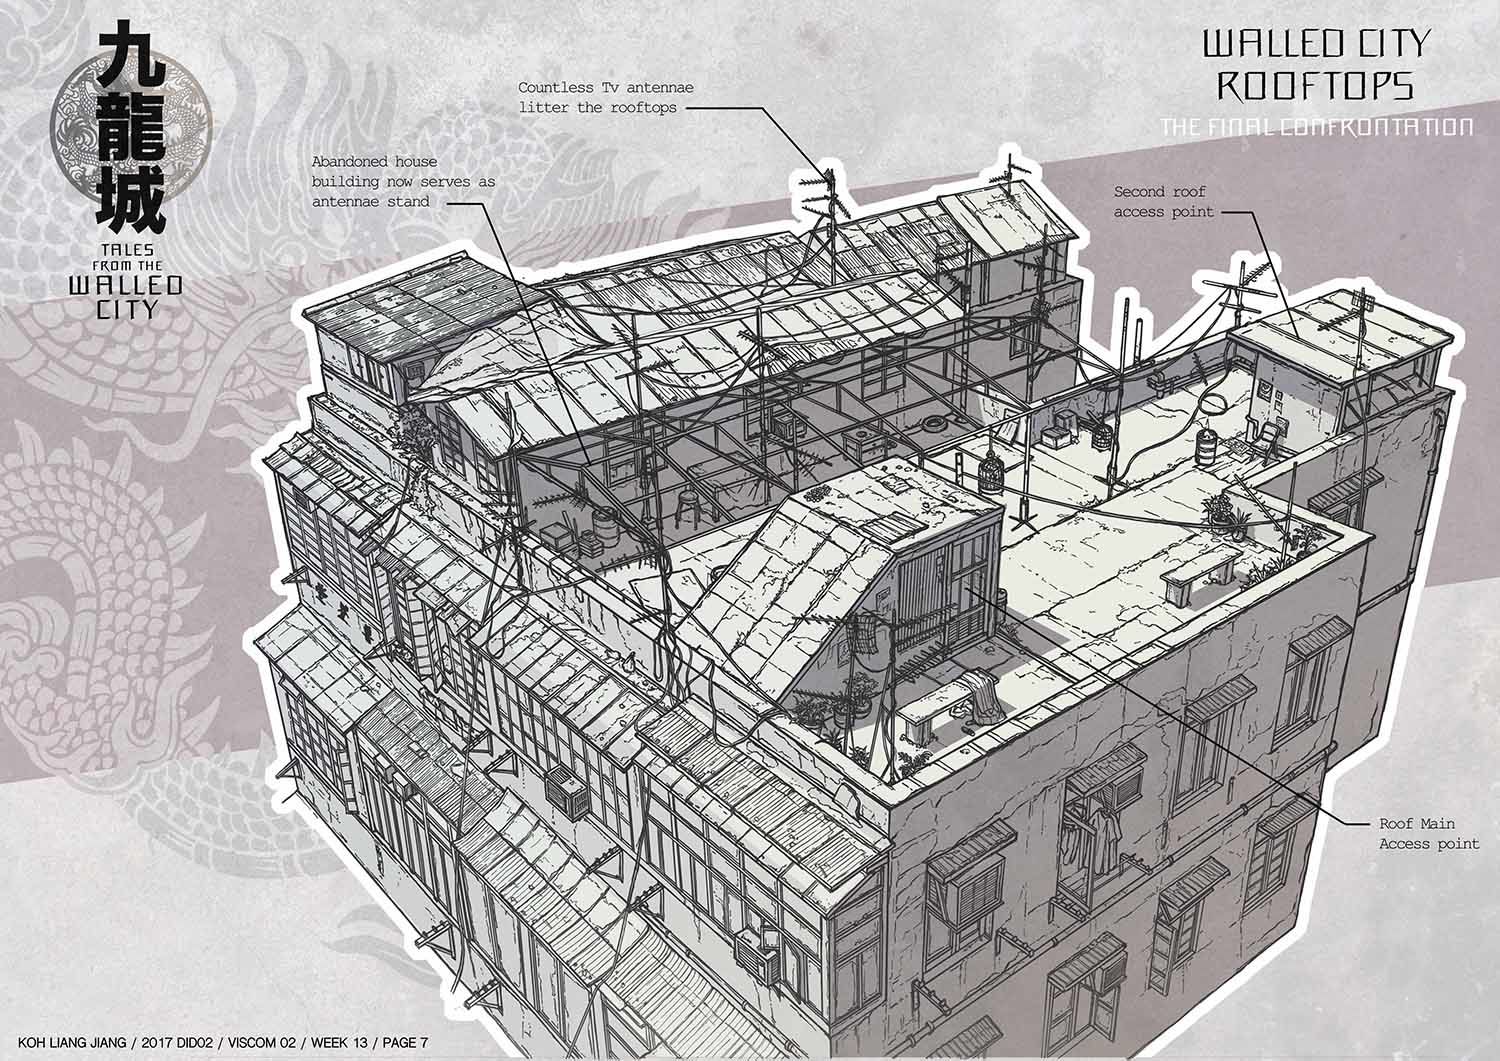 九龍城
TALES
FROM THE
WALLED
CITY
WALLED CITY
ROOFTOPS
THE FINAL CONFRONTATION
Countless Tv antennae
litter the rooftops
Abandoned house
building now serves as
antennae stand
Second roof
access point
Roof Main
Access point
KOH LIANG JIANG / 2017 DID02 / VISCOM 02 / WEEK 13 / PAGE 7